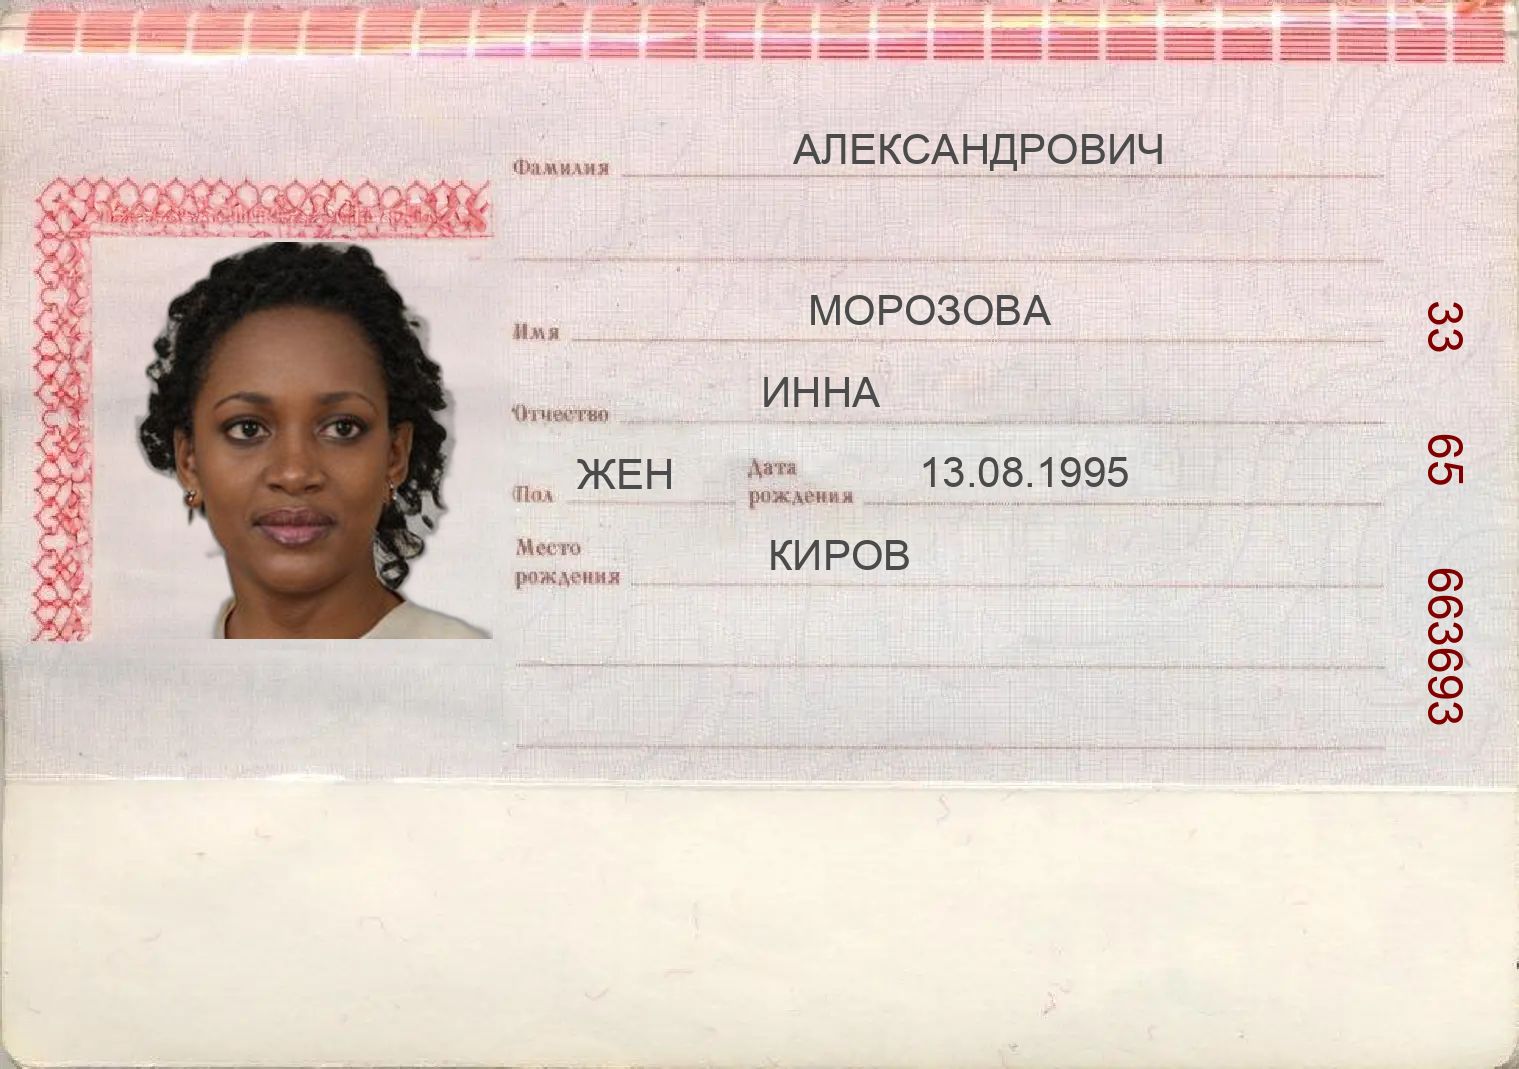 Фамилия АЛЕКСАНДРОВИЧ
Имя МОРОЗОВА
Отчество ИННА
Пол ЖЕН Дата рождения 13.08.1995
Место рождения КИРОВ
33 65 663693